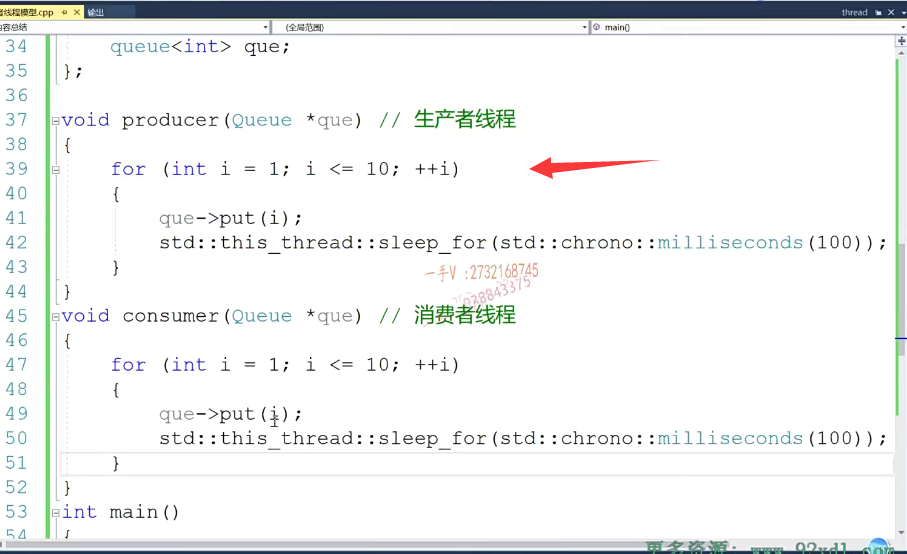 者线程模型.cpp 输出 thread
内容总结 (全局范围) main()
34 queue<int> que;
35 };
36
37 void producer(Queue *que) // 生产者线程
38 {
39 for (int i = 1; i <= 10; ++i)
40 {
41 que->put(i);
42 std::this_thread::sleep_for(std::chrono::milliseconds(100));
43 }
一手V :2732168745
44 }
45 void consumer(Queue *que) // 消费者线程
46 {
47 for (int i = 1; i <= 10; ++i)
48 {
49 que->put(i);
50 std::this_thread::sleep_for(std::chrono::milliseconds(100));
51 }
52 }
53 int main()
54 {
更多资源: